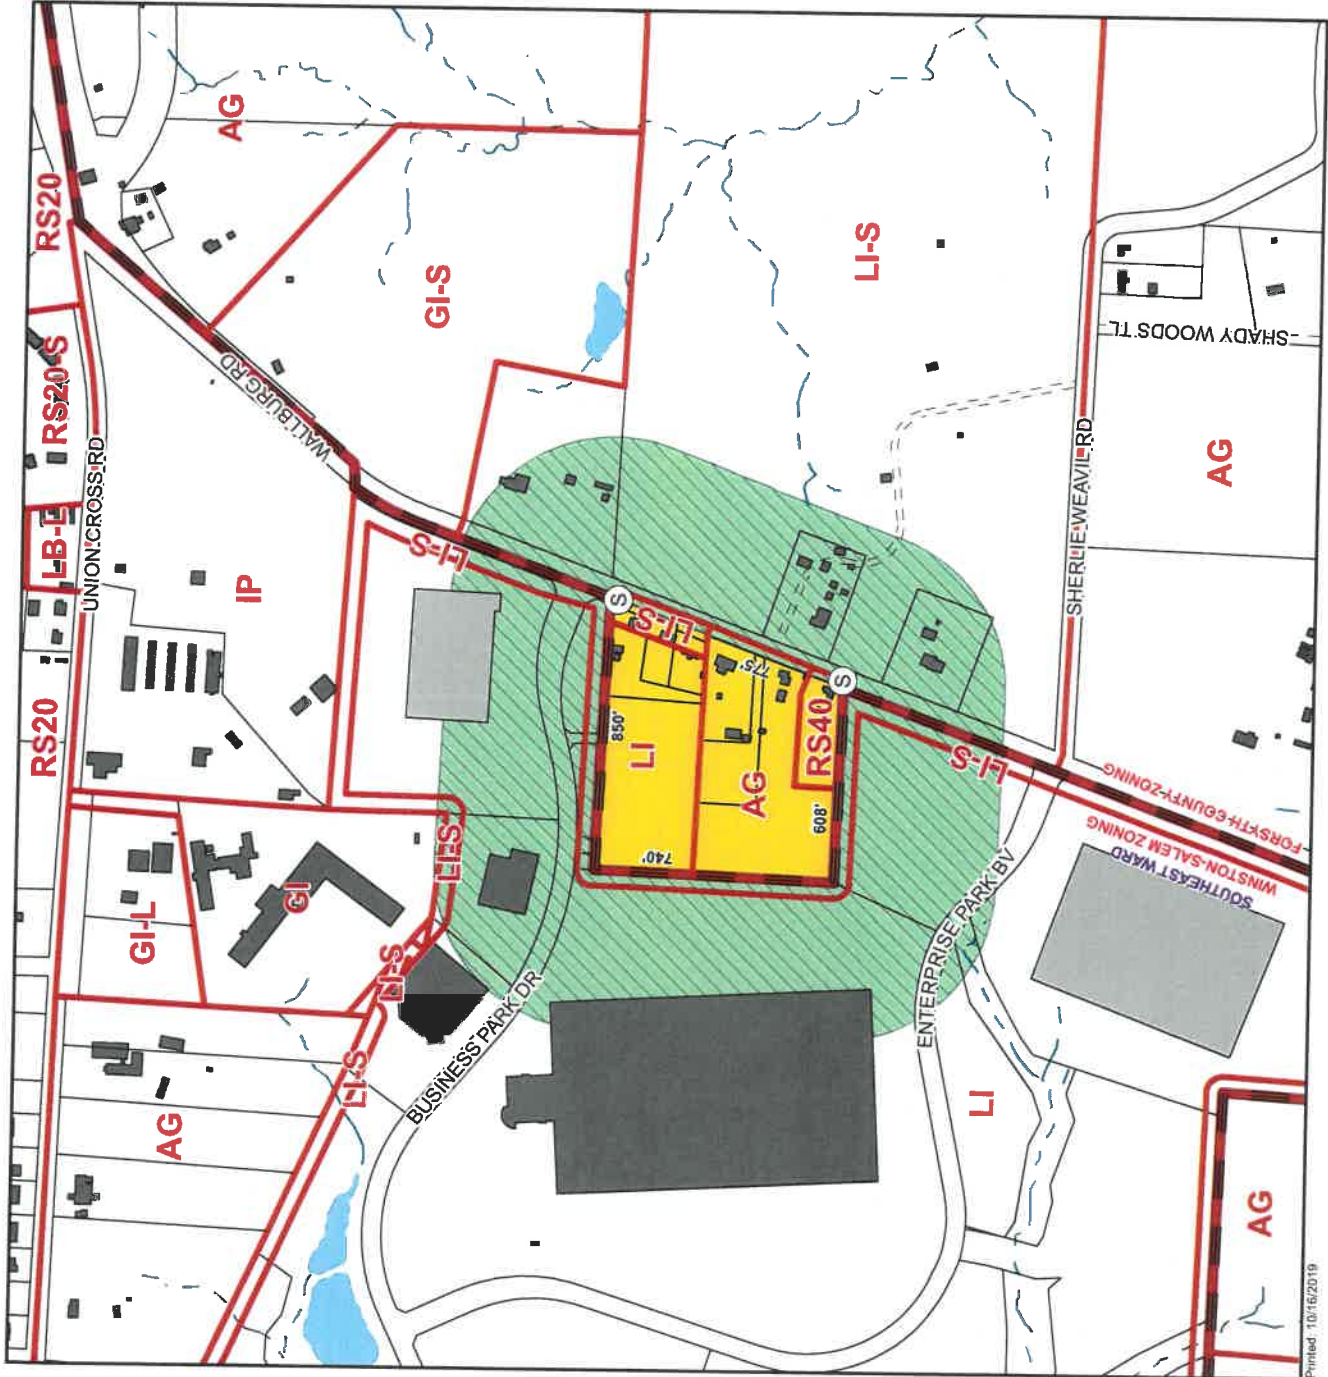 RS20
AG
RS20-S
GI-S
WALLBURG RD
LI-S
LB-L
UNION CROSS RD
IP
SHADY WOODS TL
AG
SHERLIE WEAVIL RD
LI-S
S
LI-S
RS20
850'
LI
775'
S
RS40
AG
608'
740'
LI-S
FORSYTH COUNTY ZONING
WINSTON-SALEM ZONING
SOUTHEAST WARD
LI-S
GI
GI-L
LI-S
ENTERPRISE PARK BV
BUSINESS PARK DR
LI-S
AG
LI
AG
Printed: 10/16/2019